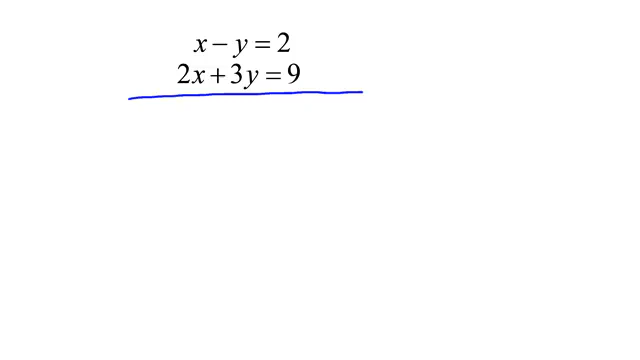 x − y = 2
2x + 3y = 9